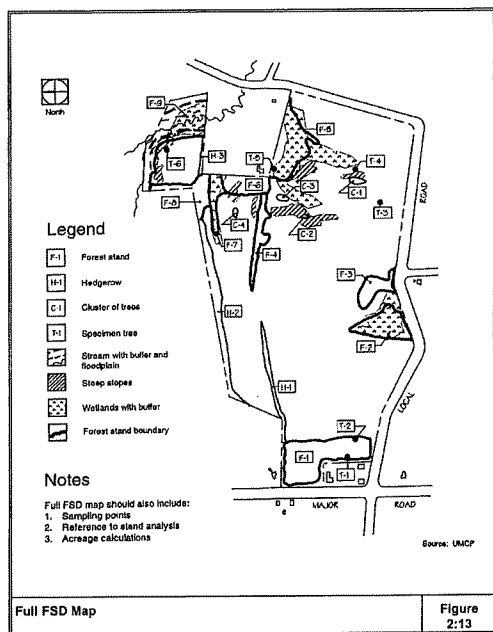 F-9
North
F-5
T-6
H-3
T-5
T-4
F-6
C-3
C-1
F-8
T-3
ROAD
C-4
C-2
F-7
F-4
F-3
H-2
F-2
H-1
LOCAL
T-2
F-1
T-1
MAJOR ROAD
Legend
F-1 Forest stand
H-1 Hedgerow
C-1 Cluster of trees
T-1 Specimen tree
Stream with buffer and
floodplain
Steep slopes
Wetlands with buffer
Forest stand boundary
Notes
Full FSD map should also include:
1. Sampling points
2. Reference to stand analysis
3. Acreage calculations
Source: UMCP
Full FSD Map
Figure
2:13